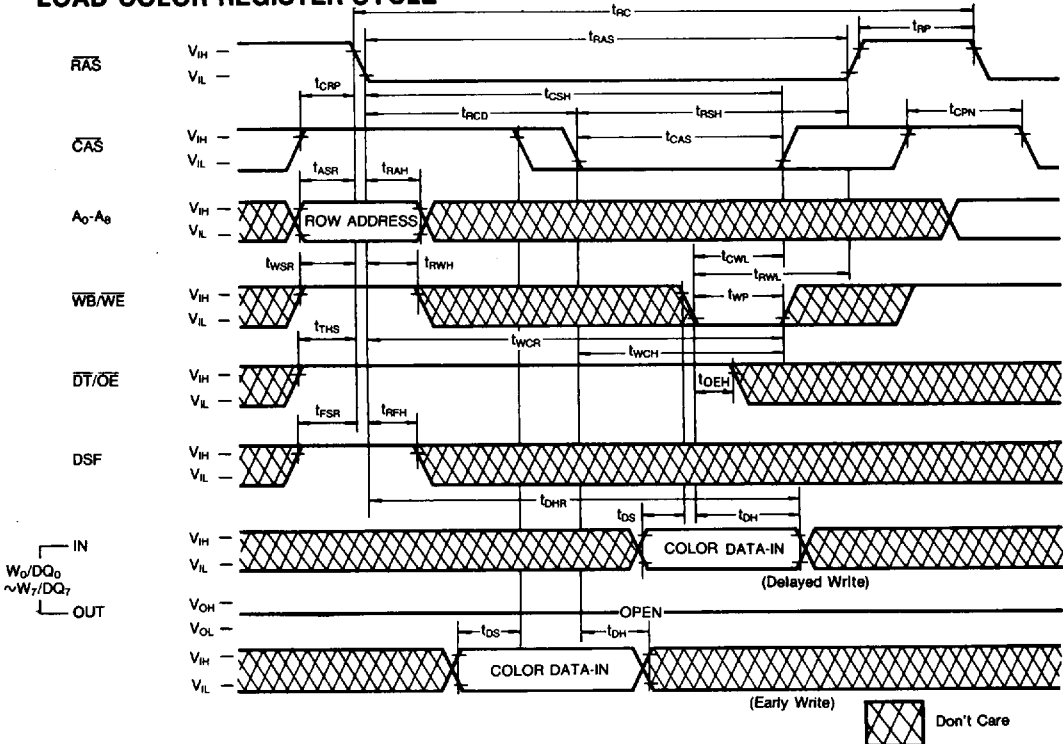 LOAD COLOR REGISTER CYCLE
tRC
tRAS
tRP
RAS
VIH
VIL
tCRP
tCSH
tRCD
tRSH
tCPN
CAS
VIH
VIL
tCAS
tASR
tRAH
A0-A8
VIH
VIL
ROW ADDRESS
tWSR
tRWH
tCWL
tRWL
WB/WE
VIH
VIL
tWP
tTHS
tWCR
tWCH
DT/OE
VIH
VIL
tOEH
tFSR
tRFH
DSF
VIH
VIL
tDHR
tDS
tDH
IN
VIH
VIL
COLOR DATA-IN
(Delayed Write)
W0/DQ0
~W7/DQ7
OUT
VOH
VOL
OPEN
tDS
tDH
VIH
VIL
COLOR DATA-IN
(Early Write)
Don't Care